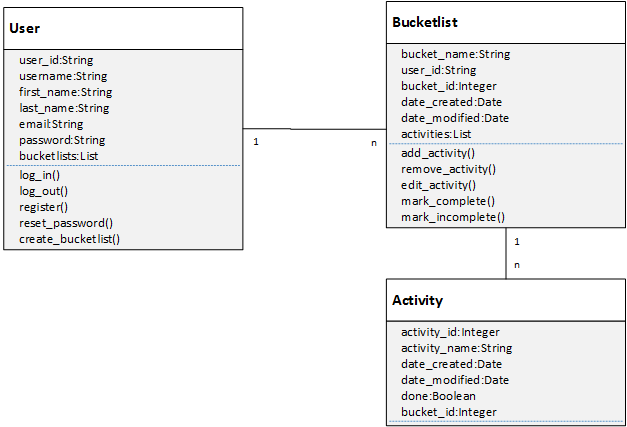 User
user_id:String
username:String
first_name:String
last_name:String
email:String
password:String
bucketlists:List
log_in()
log_out()
register()
reset_password()
create_bucketlist()
1
n
Bucketlist
bucket_name:String
user_id:String
bucket_id:Integer
date_created:Date
date_modified:Date
activities:List
add_activity()
remove_activity()
edit_activity()
mark_complete()
mark_incomplete()
1
n
Activity
activity_id:Integer
activity_name:String
date_created:Date
date_modified:Date
done:Boolean
bucket_id:Integer